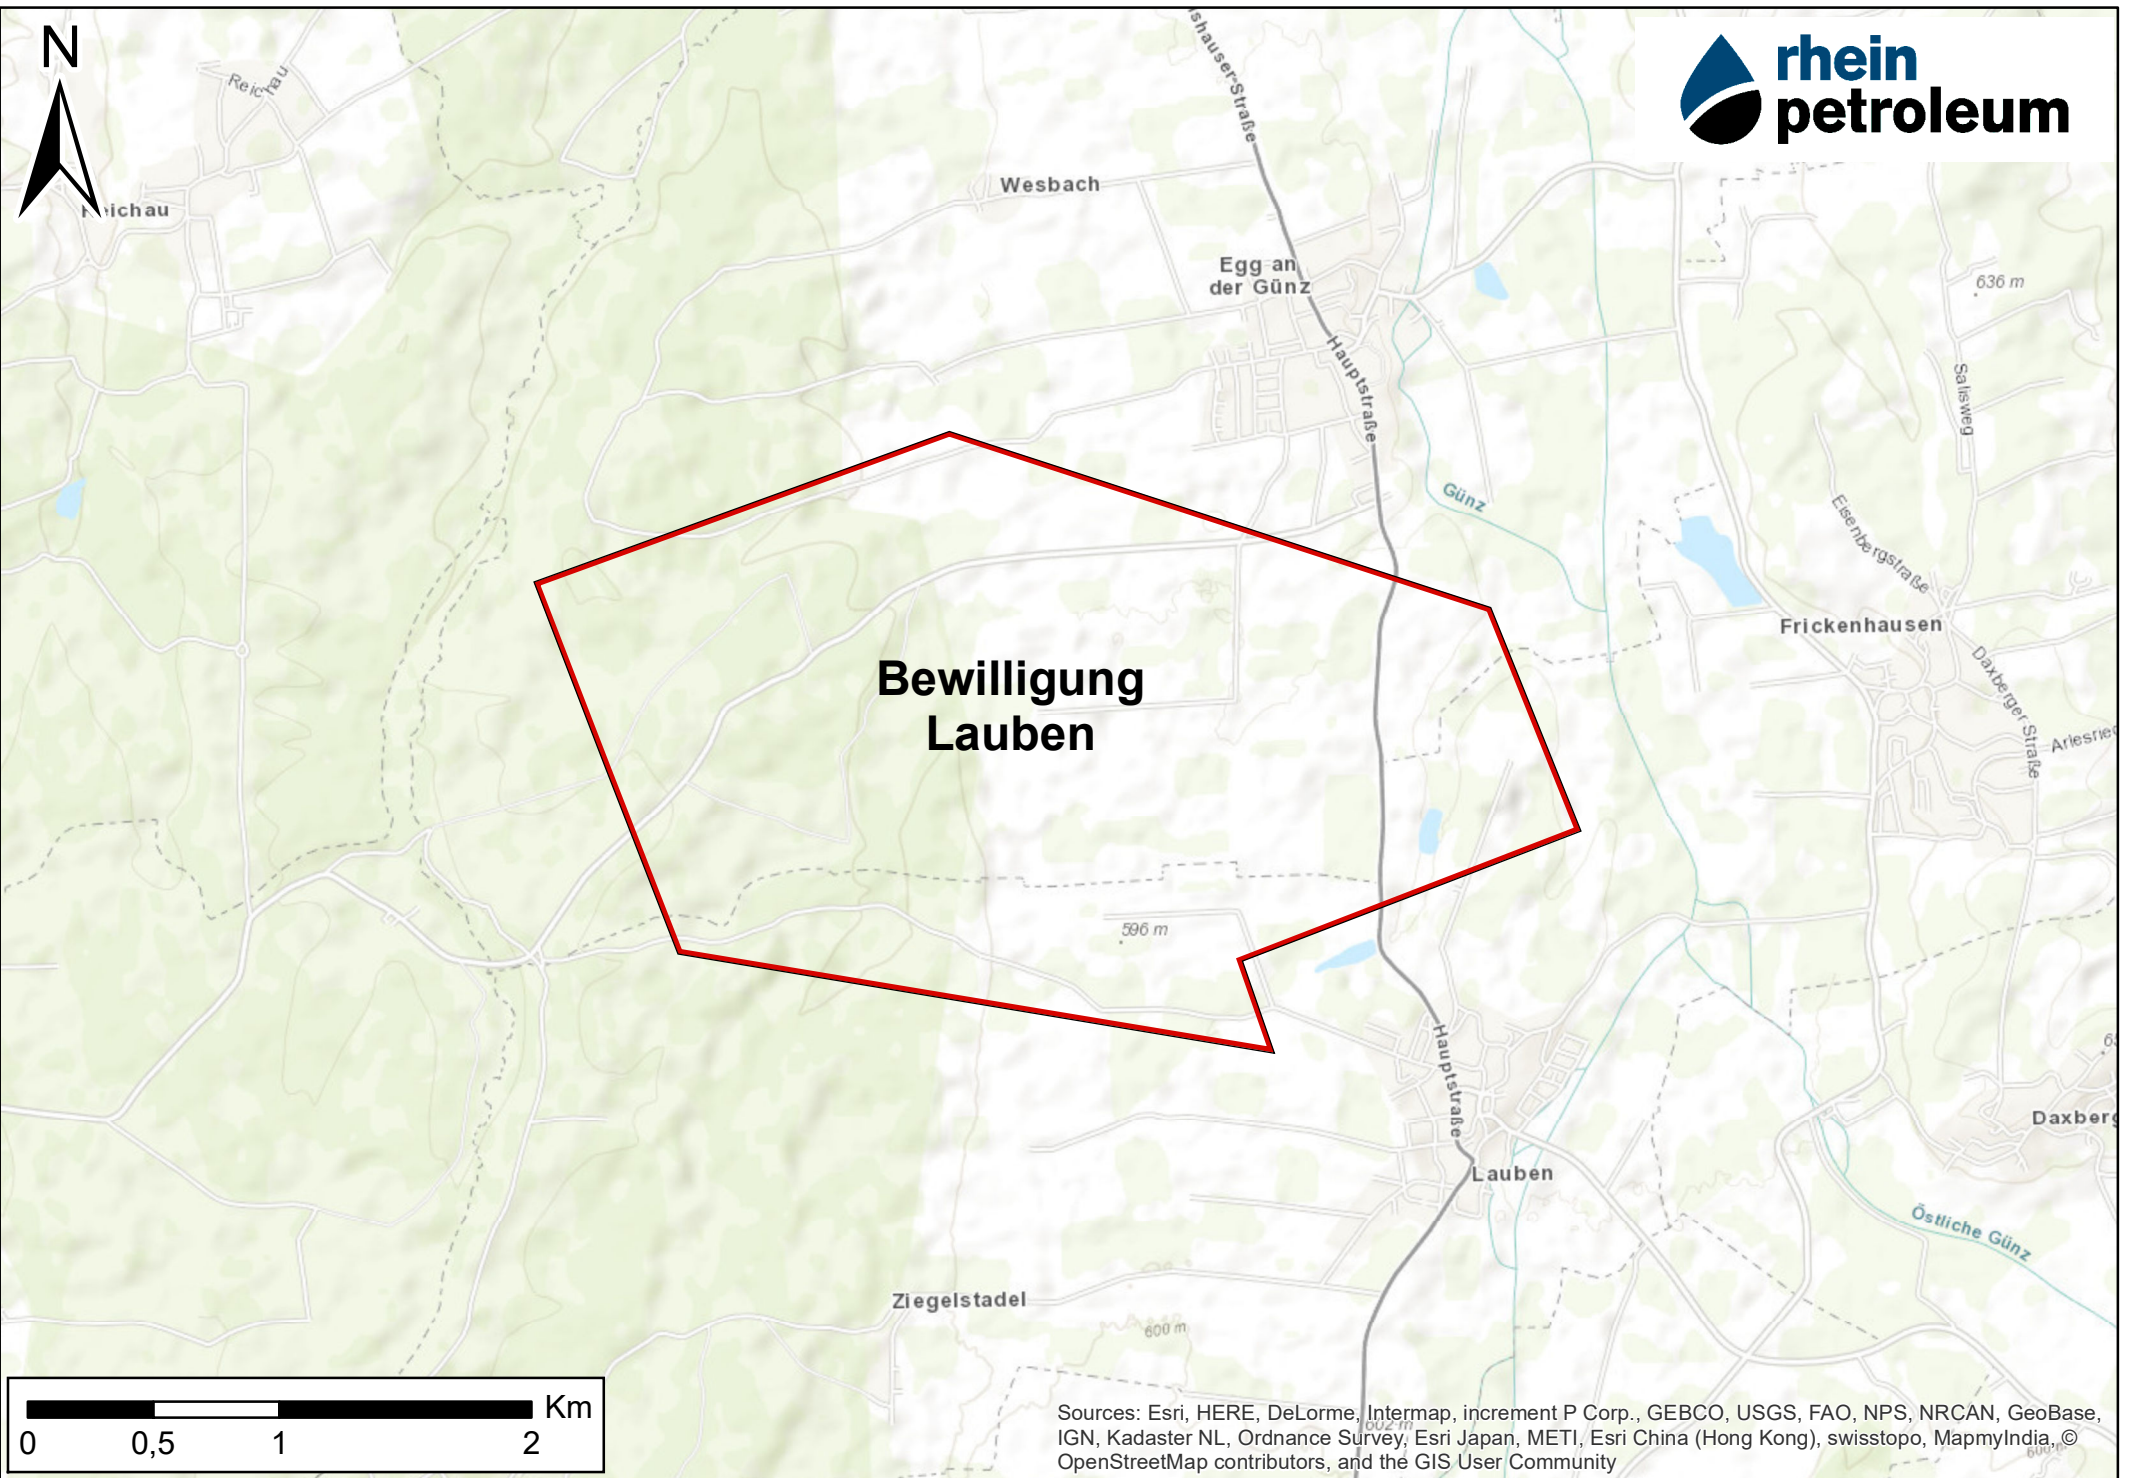 N
rhein
petroleum
Reichau
Wesbach
Egg an
der Günz
Hauptstraße
636 m
Salisweg
Günz
Eisenbergstraße
Frickenhausen
Daxberger Straße
Bewilligung
Lauben
596 m
Hauptstraße
Lauben
Östliche Günz
Ziegelstadel
600 m
602 m
Km
0 0,5 1 2
Sources: Esri, HERE, DeLorme, Intermap, increment P Corp., GEBCO, USGS, FAO, NPS, NRCAN, GeoBase,
IGN, Kadaster NL, Ordnance Survey, Esri Japan, METI, Esri China (Hong Kong), swisstopo, MapmyIndia, ©
OpenStreetMap contributors, and the GIS User Community